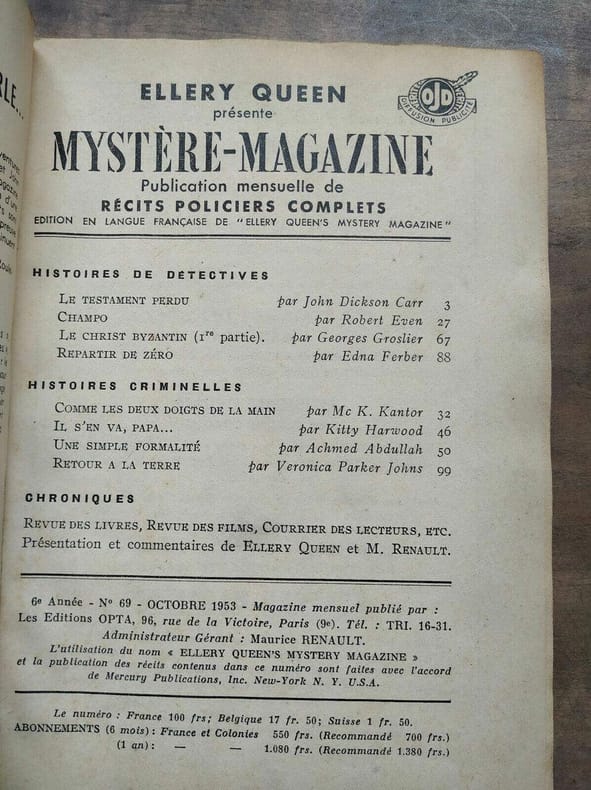 RLE...
ELLERY QUEEN
présente
OJD
DIFFUSION PUBLICITÉ
MYSTÈRE-MAGAZINE
Publication mensuelle de
RÉCITS POLICIERS COMPLETS
EDITION EN LANGUE FRANÇAISE DE "ELLERY QUEEN'S MYSTERY MAGAZINE"
HISTOIRES DE DÉTECTIVES
LE TESTAMENT PERDU par John Dickson Carr 3
CHAMPO par Robert Even 27
LE CHRIST BYZANTIN (1re partie). par Georges Groslier 67
REPARTIR DE ZÉRO par Edna Ferber 88
HISTOIRES CRIMINELLES
COMME LES DEUX DOIGTS DE LA MAIN par Mc K. Kantor 32
IL S'EN VA, PAPA... par Kitty Harwood 46
UNE SIMPLE FORMALITÉ par Achmed Abdullah 50
RETOUR A LA TERRE par Veronica Parker Johns 99
CHRONIQUES
REVUE DES LIVRES, REVUE DES FILMS, COURRIER DES LECTEURS, ETC.
Présentation et commentaires de ELLERY QUEEN et M. RENAULT.
6e Année - No 69 - OCTOBRE 1953 - Magazine mensuel publié par :
Les Editions OPTA, 96, rue de la Victoire, Paris (9e). Tél. : TRI. 16-31.
Administrateur Gérant : Maurice RENAULT.
L'utilisation du nom « ELLERY QUEEN'S MYSTERY MAGAZINE »
et la publication des récits contenus dans ce numéro sont faites avec l'accord
de Mercury Publications, Inc. New-York N. Y. U.S.A.
Le numéro : France 100 frs; Belgique 17 fr. 50; Suisse 1 fr. 50.
ABONNEMENTS (6 mois) : France et Colonies 550 frs. (Recommandé 700 frs.)
(1 an) : — — 1.080 frs. (Recommandé 1.380 frs.)